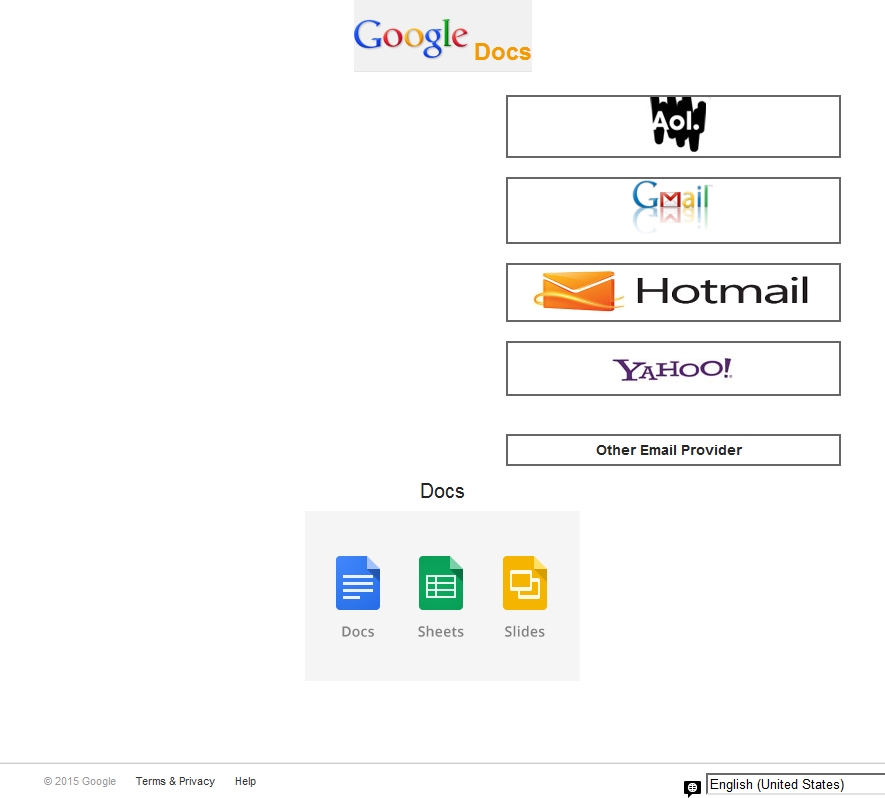 Google Docs
Aol.
Gmail
Hotmail
YAHOO!
Other Email Provider
Docs
Docs Sheets Slides
© 2015 Google Terms & Privacy Help English (United States)